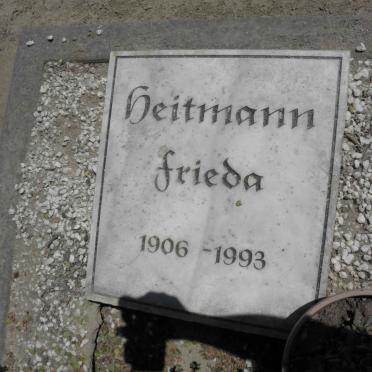 Heitmann
Frieda
1906 - 1993